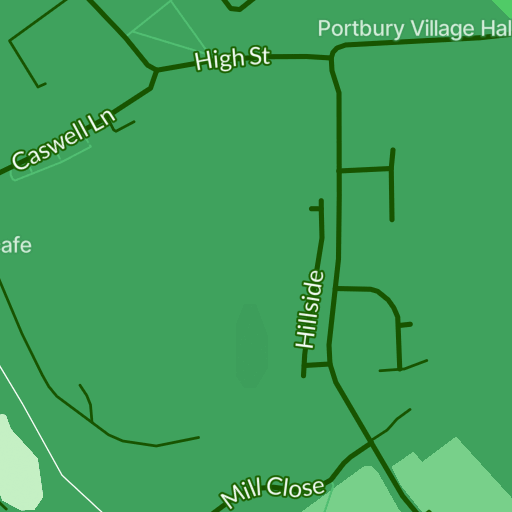 Portbury Village Hal
High St
Caswell Ln
afe
Hillside
Mill Close